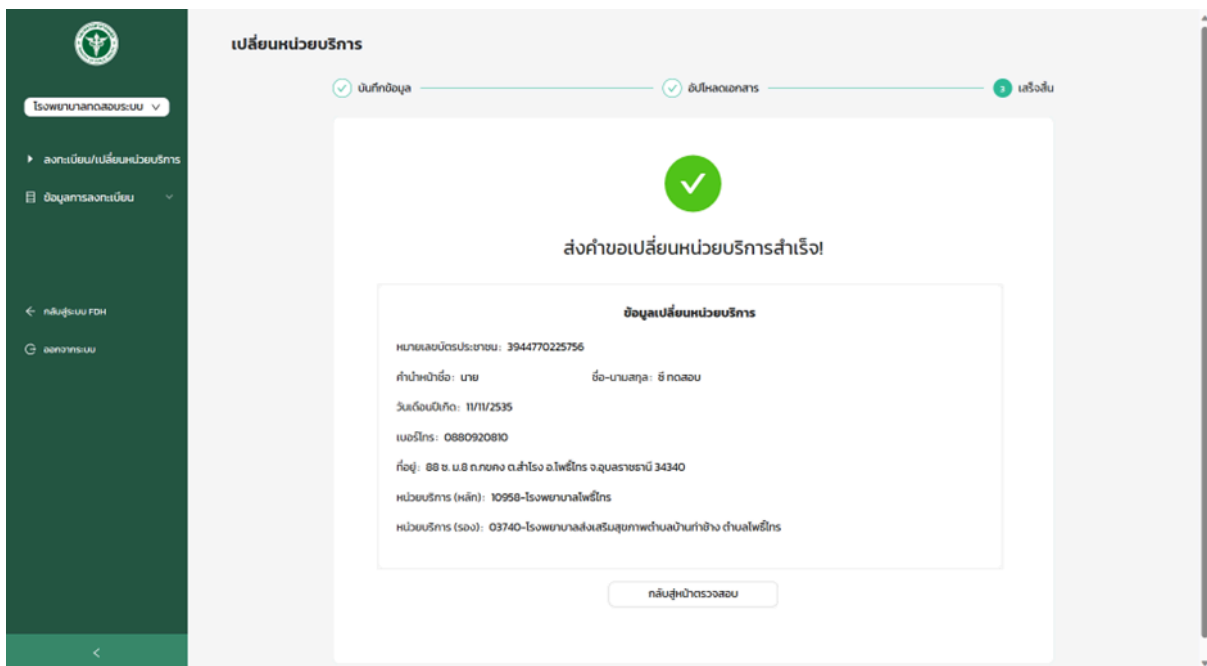 เปลี่ยนหน่วยบริการ
บันทึกข้อมูล
อัปโหลดเอกสาร
3 เสร็จสิ้น
โรงพยาบาลทดสอบระบบ
ลงทะเบียน/เปลี่ยนหน่วยบริการ
ข้อมูลการลงทะเบียน
กลับสู่ระบบ FDH
ออกจากระบบ
ส่งคำขอเปลี่ยนหน่วยบริการสำเร็จ!
ข้อมูลเปลี่ยนหน่วยบริการ
หมายเลขบัตรประชาชน: 3944770225756
คำนำหน้าชื่อ: นาย ชื่อ-นามสกุล: ซี ทดสอบ
วันเดือนปีเกิด: 11/11/2535
เบอร์โทร: 0880920810
ที่อยู่: 88 ซ. ม.8 ถ.กขคง ต.สำโรง อ.โพธิ์ไทร จ.อุบลราชธานี 34340
หน่วยบริการ (หลัก): 10958-โรงพยาบาลโพธิ์ไทร
หน่วยบริการ (รอง): 03740-โรงพยาบาลส่งเสริมสุขภาพตำบลบ้านท่าช้าง ตำบลโพธิ์ไทร
กลับสู่หน้าตรวจสอบ